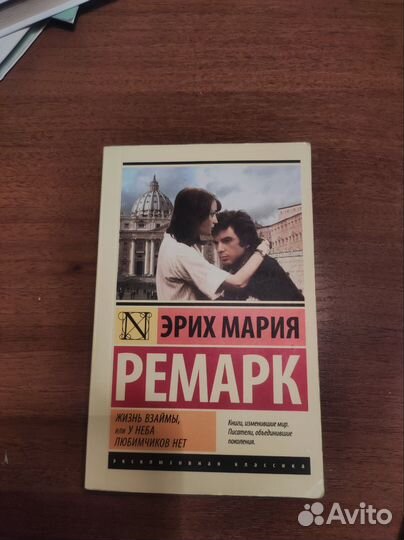 N
ЭРИХ МАРИЯ
РЕМАРК
ЖИЗНЬ ВЗАЙМЫ,
ИЛИ У НЕБА
ЛЮБИМЧИКОВ НЕТ
Книги, изменившие мир.
Писатели, объединившие
поколения.
эксклюзивная классика
Avito